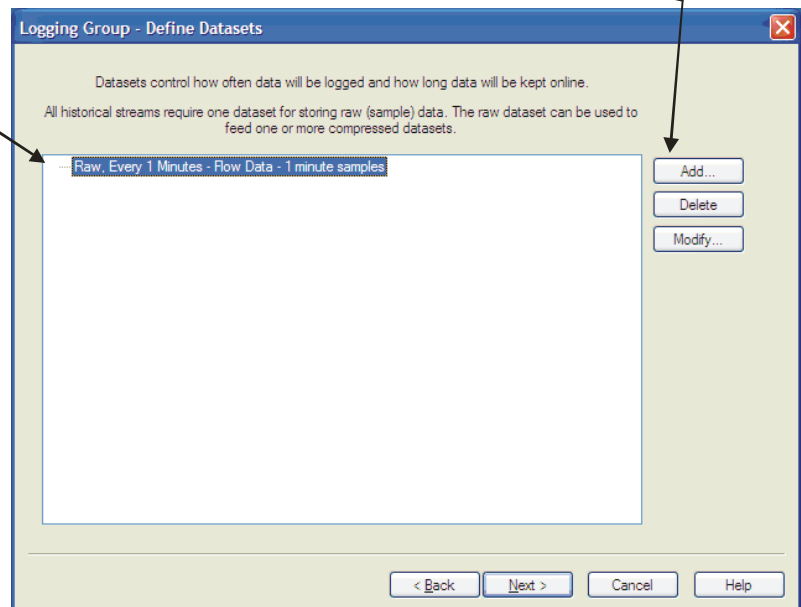 Logging Group - Define Datasets
Datasets control how often data will be logged and how long data will be kept online.
All historical streams require one dataset for storing raw (sample) data. The raw dataset can be used to
feed one or more compressed datasets.
Raw, Every 1 Minutes - Flow Data - 1 minute samples
Add...
Delete
Modify...
< Back
Next >
Cancel
Help